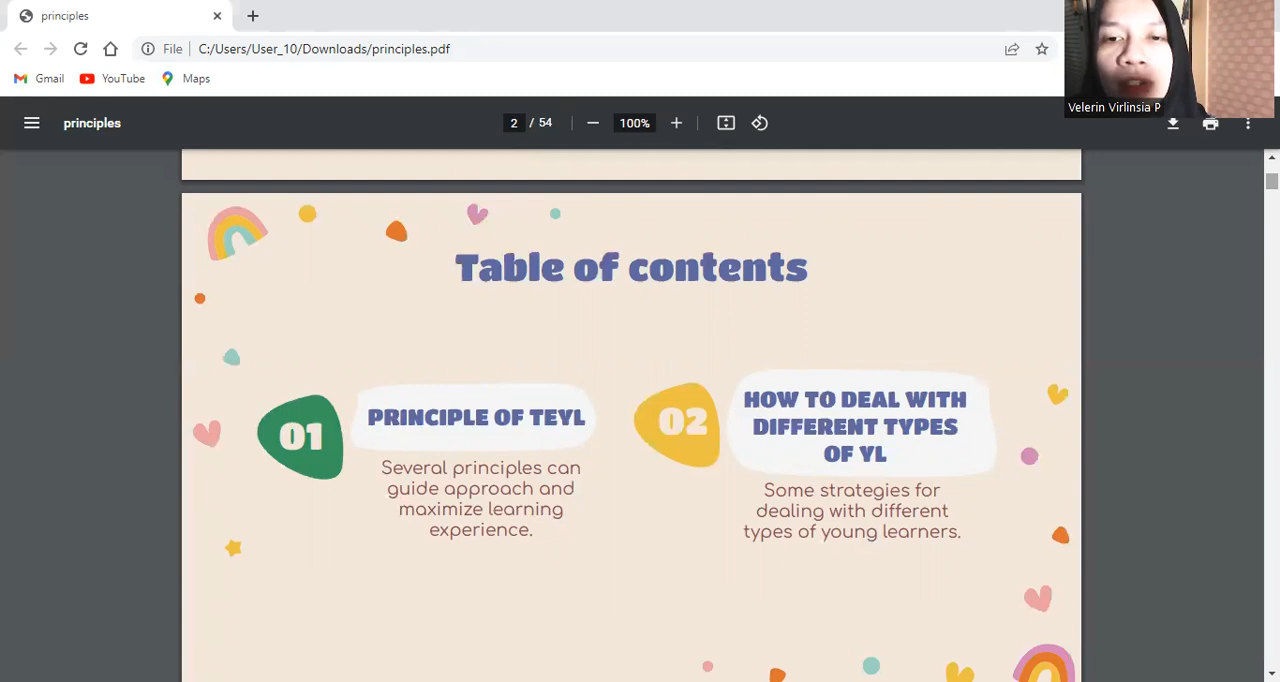 principles
File
C:/Users/User_10/Downloads/principles.pdf
Gmail
YouTube
Maps
Velerin Virlinsia P
principles
2 / 54
100%
Table of contents
01
PRINCIPLE OF TEYL
Several principles can
guide approach and
maximize learning
experience.
02
HOW TO DEAL WITH
DIFFERENT TYPES
OF YL
Some strategies for
dealing with different
types of young learners.